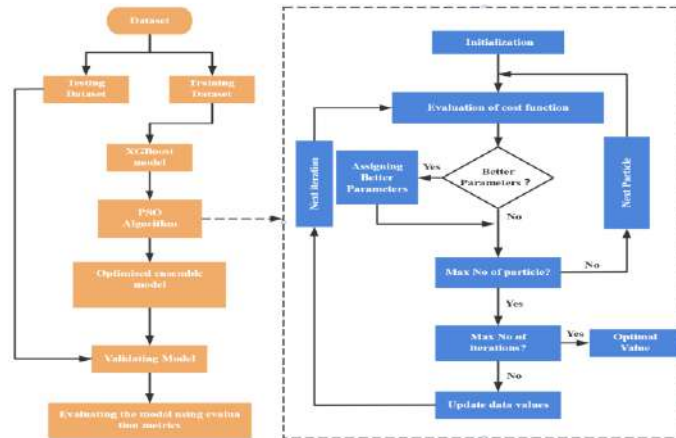 Dataset
Testing
Dataset
Training
Dataset
XGBoost
model
PSO
Algorithm
Optimised ensemble
model
Validating Model
Evaluating the modal using evalua
tion metrics
Initialization
Evaluation of cost function
Next iteration
Assigning
Better
Parameters
Yes
Better
Parameters ?
No
Next Particle
Max No of particle?
No
Yes
Max No of
iterations?
Yes
Optimal
Value
No
Update data values